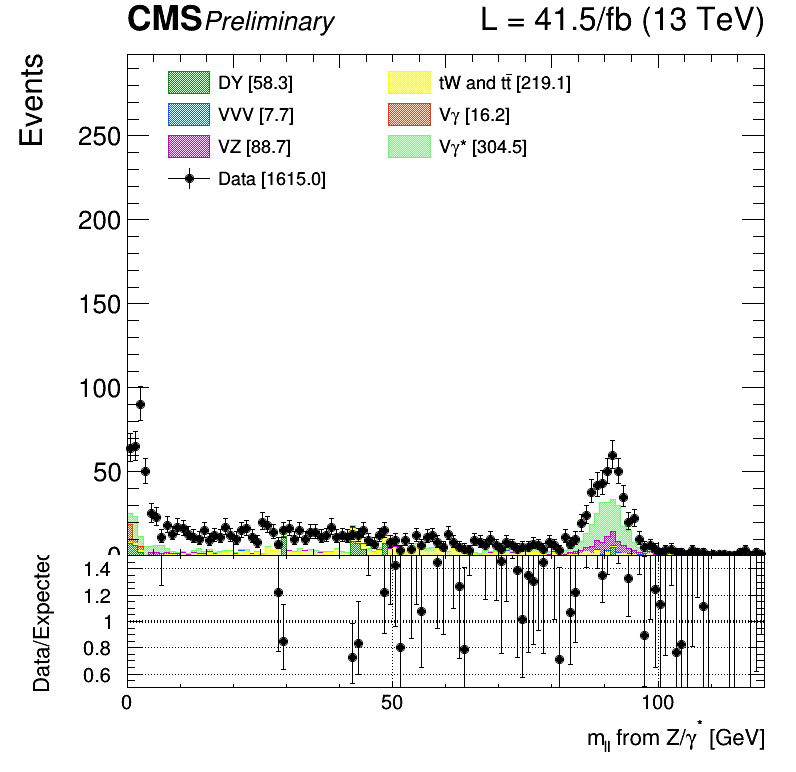 CMS Preliminary L = 41.5/fb (13 TeV)
Events
DY [58.3] tW and tt̄ [219.1]
VVV [7.7] Vγ [16.2]
VZ [88.7] Vγ* [304.5]
Data [1615.0]
250
200
150
100
50
0
Data/Expected
1.4
1.2
1
0.8
0.6
0 50 100
m_ll from Z/γ* [GeV]